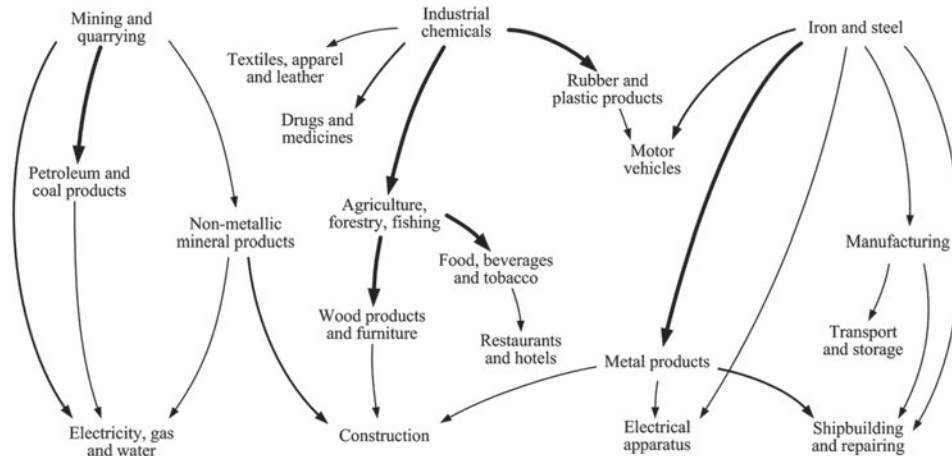 Mining and
quarrying
Industrial
chemicals
Iron and steel
Textiles, apparel
and leather
Rubber and
plastic products
Drugs and
medicines
Motor
vehicles
Petroleum and
coal products
Agriculture,
forestry, fishing
Non-metallic
mineral products
Manufacturing
Food, beverages
and tobacco
Wood products
and furniture
Restaurants
and hotels
Transport
and storage
Metal products
Electricity, gas
and water
Construction
Electrical
apparatus
Shipbuilding
and repairing